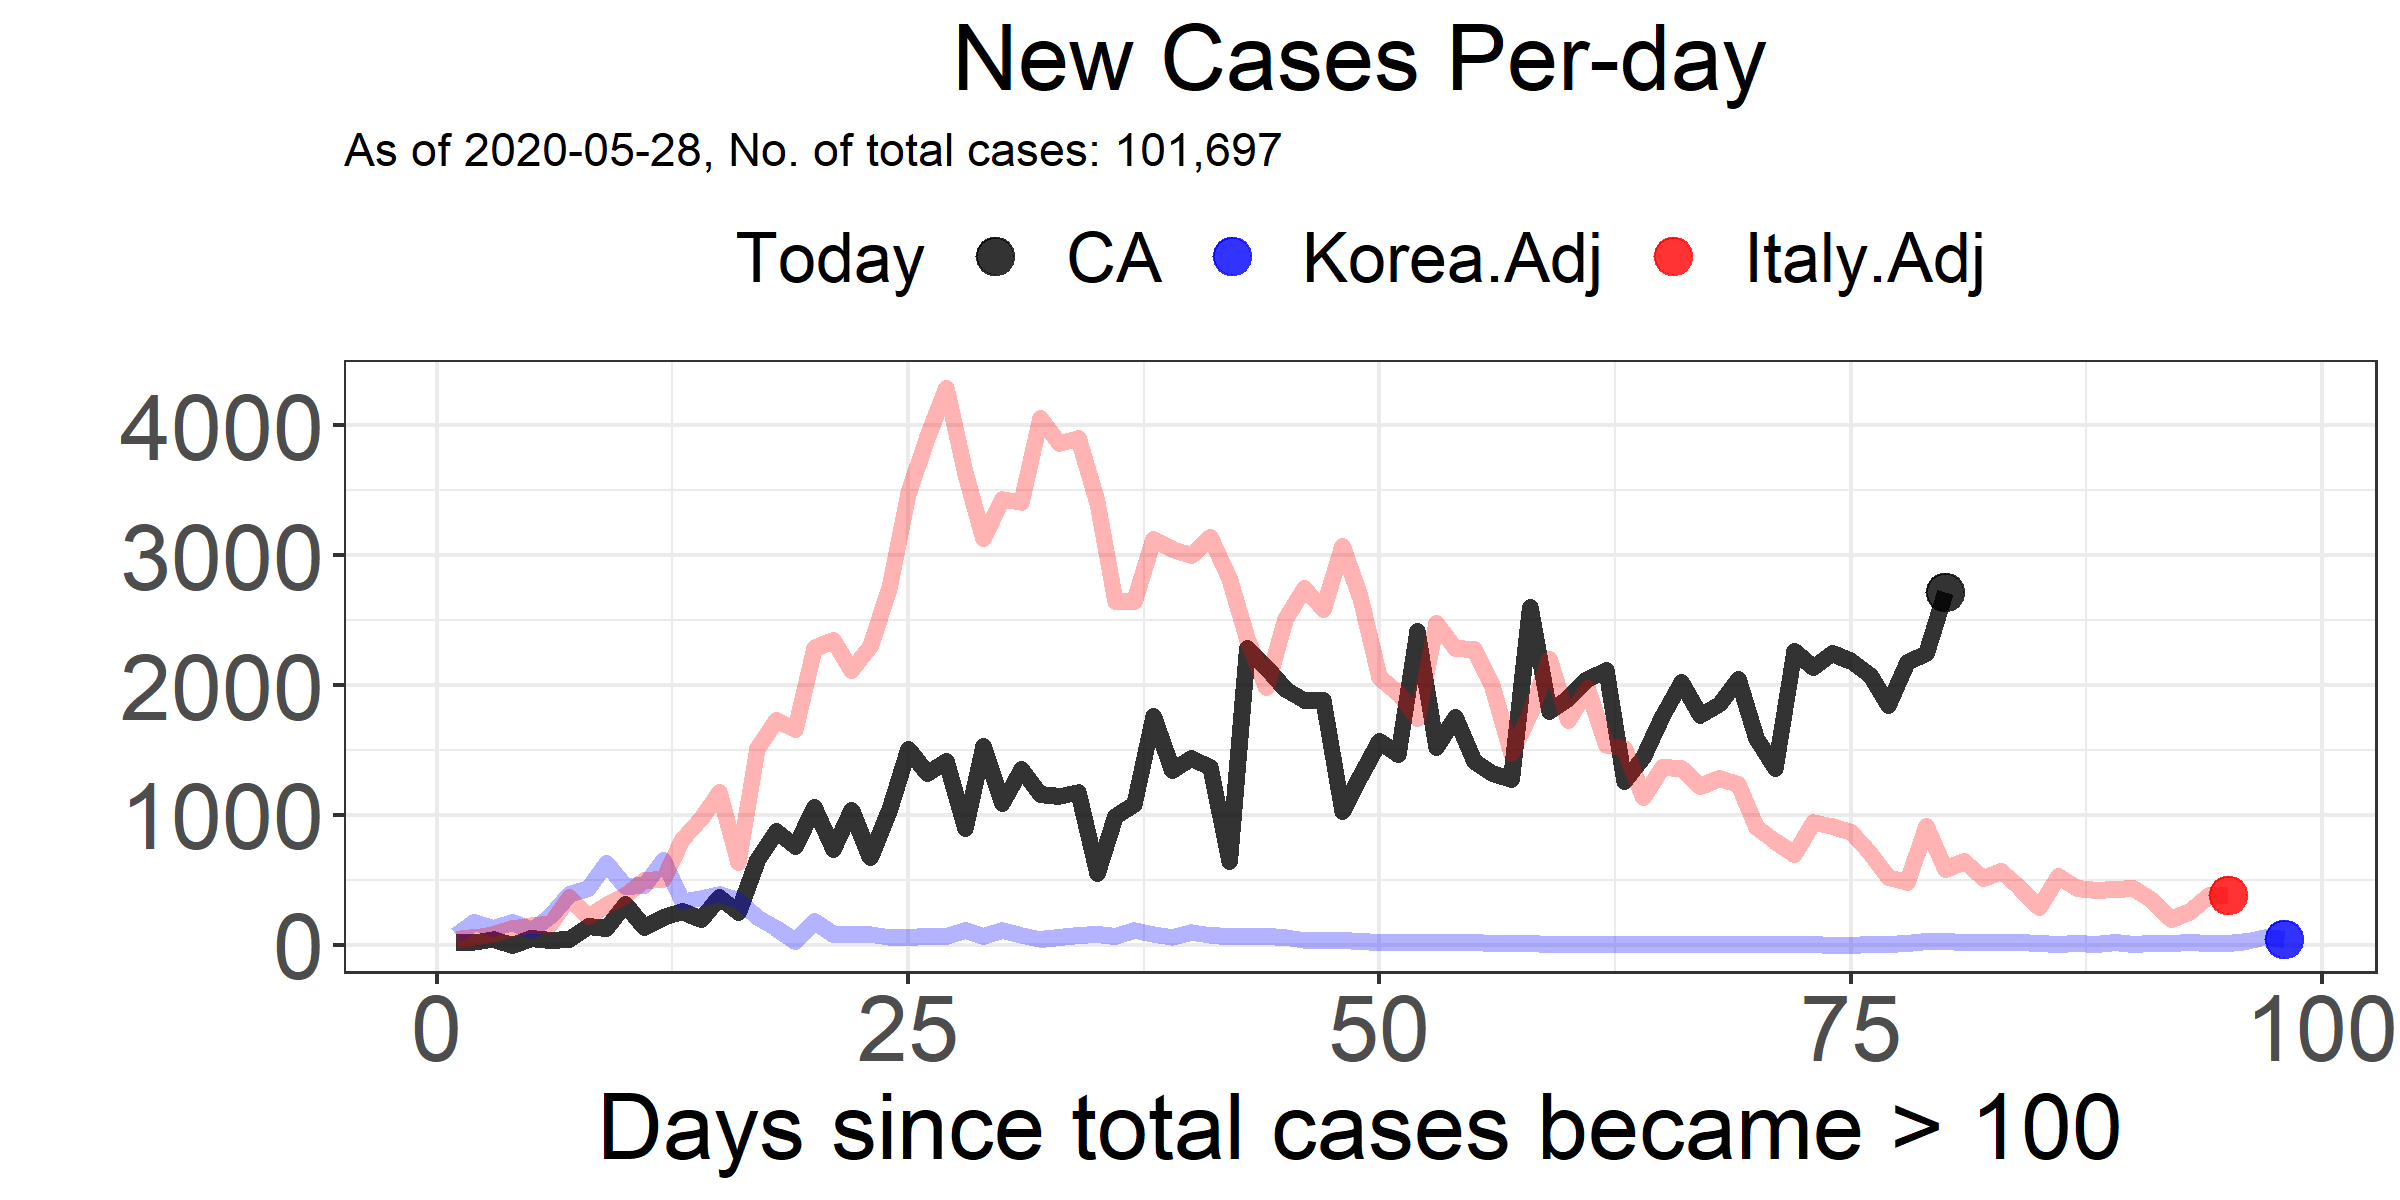 New Cases Per-day
As of 2020-05-28, No. of total cases: 101,697
Today CA Korea.Adj Italy.Adj
4000
3000
2000
1000
0
0 25 50 75 100
Days since total cases became > 100